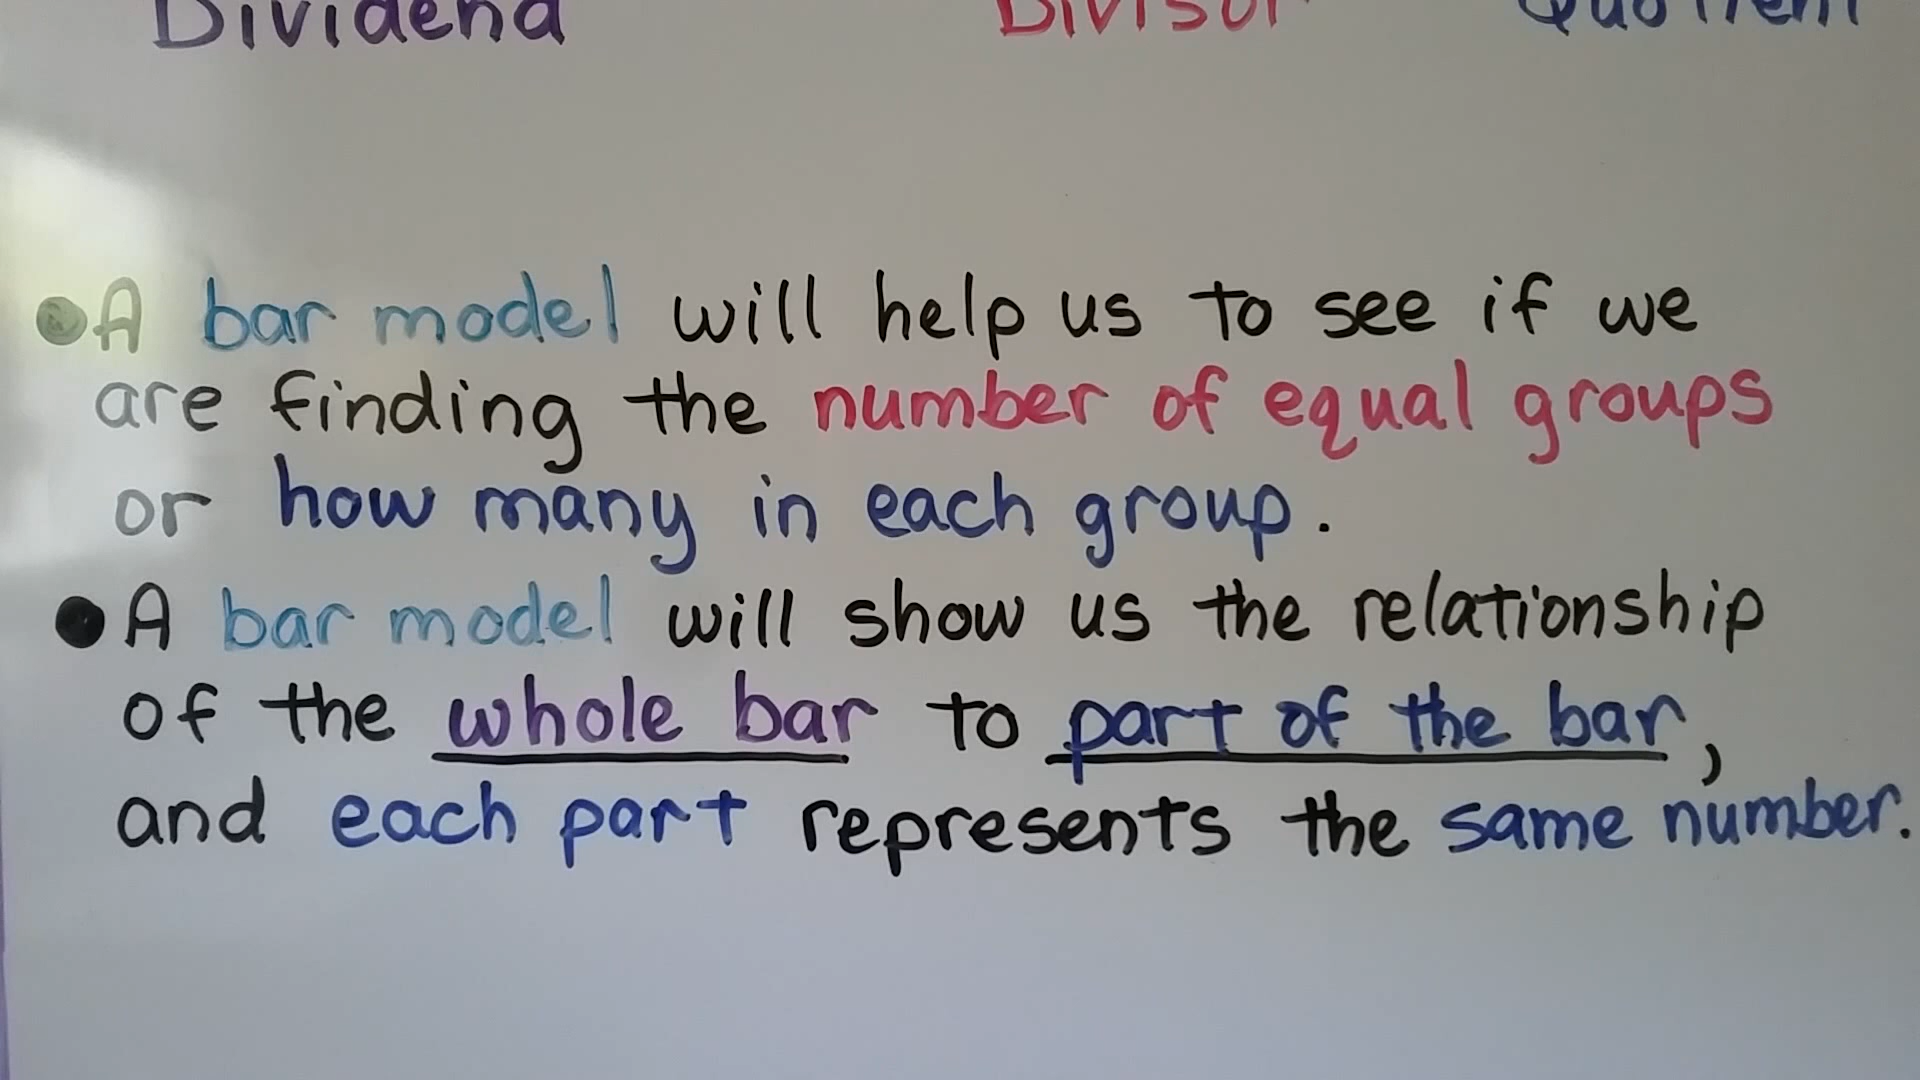 Dividend Divisor Quotient
•A bar model will help us to see if we
are finding the number of equal groups
or how many in each group.
•A bar model will show us the relationship
of the whole bar to part of the bar,
and each part represents the same number.